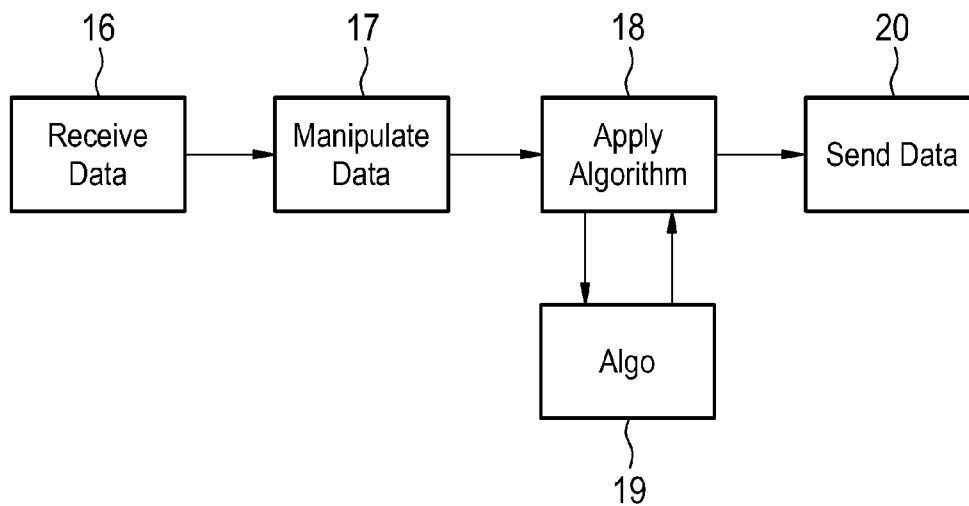 16
17
18
20
Receive
Data
Manipulate
Data
Apply
Algorithm
Send Data
Algo
19